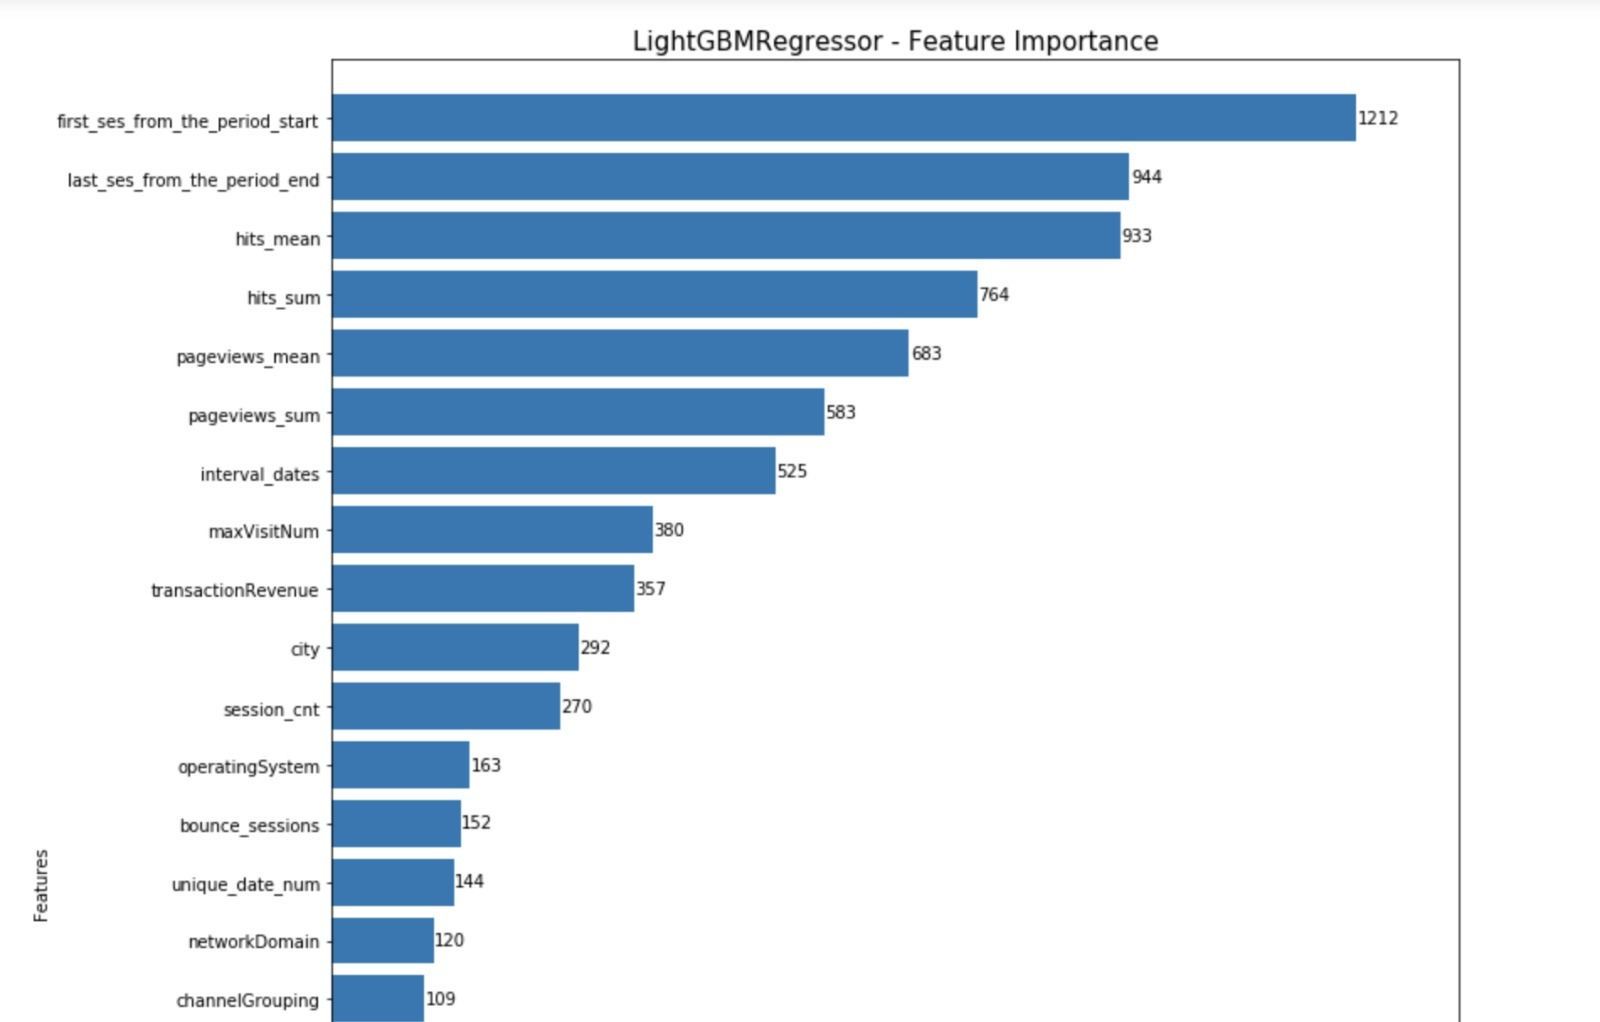 LightGBMRegressor - Feature Importance
first_ses_from_the_period_start 1212
last_ses_from_the_period_end 944
hits_mean 933
hits_sum 764
pageviews_mean 683
pageviews_sum 583
interval_dates 525
maxVisitNum 380
transactionRevenue 357
city 292
session_cnt 270
operatingSystem 163
bounce_sessions 152
unique_date_num 144
networkDomain 120
channelGrouping 109
Features